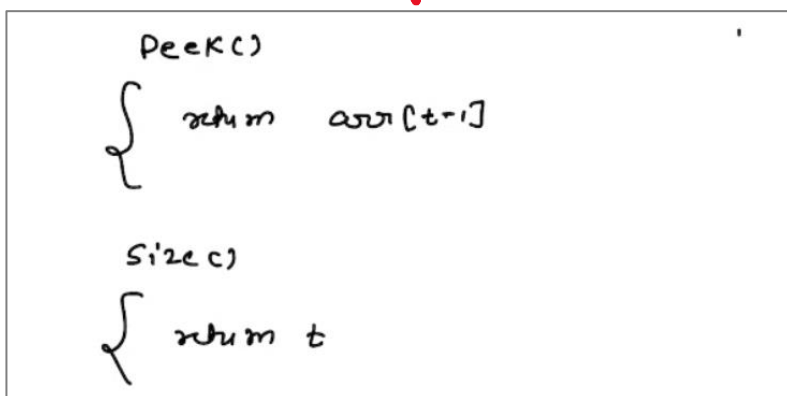 Peek()
{ return arr[t-1]
Size()
{ return t